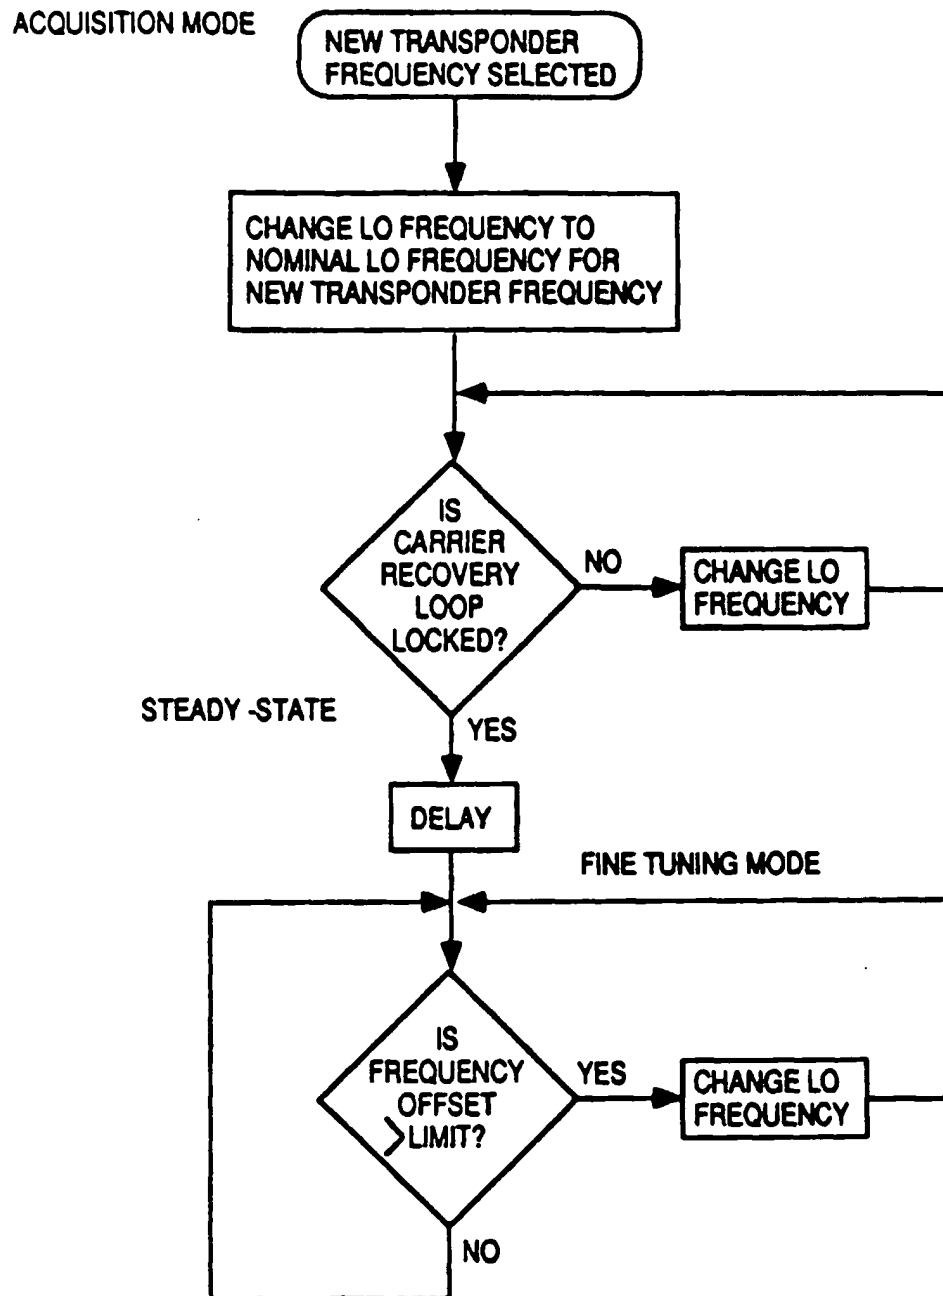 ACQUISITION MODE
NEW TRANSPONDER
FREQUENCY SELECTED
CHANGE LO FREQUENCY TO
NOMINAL LO FREQUENCY FOR
NEW TRANSPONDER FREQUENCY
IS
CARRIER
RECOVERY
LOOP
LOCKED?
NO
CHANGE LO
FREQUENCY
STEADY -STATE
YES
DELAY
FINE TUNING MODE
IS
FREQUENCY
OFFSET
>LIMIT?
YES
CHANGE LO
FREQUENCY
NO